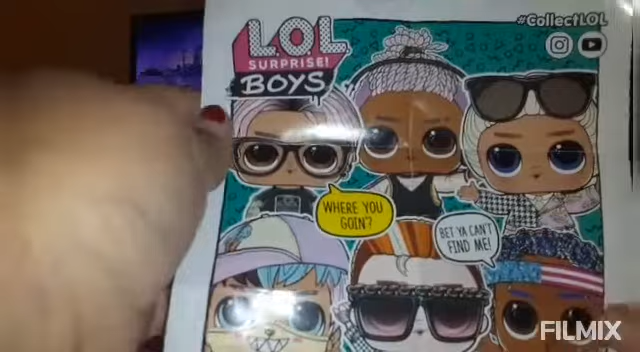 #CollectLOL
L.O.L
SURPRISE!
BOYS
WHERE YOU
GOIN'?
BET YA CAN'T
FIND ME!
FILMIX